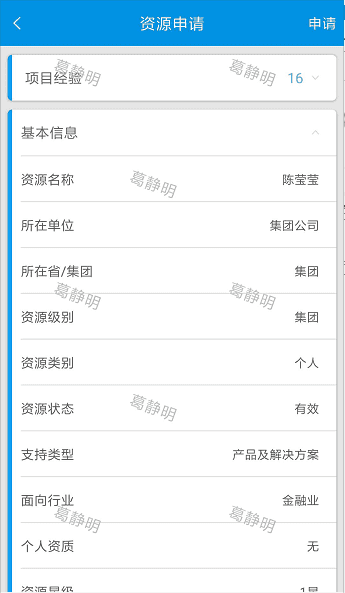 资源申请 申请
项目经验 16
葛静明 葛静明
基本信息
资源名称 陈莹莹
葛静明
所在单位 集团公司
所在省/集团 集团
葛静明 葛静明
资源级别 集团
资源类别 个人
资源状态 有效
葛静明
支持类型 产品及解决方案
面向行业 金融业
葛静明 葛静明
个人资质 无
资源星级 1星